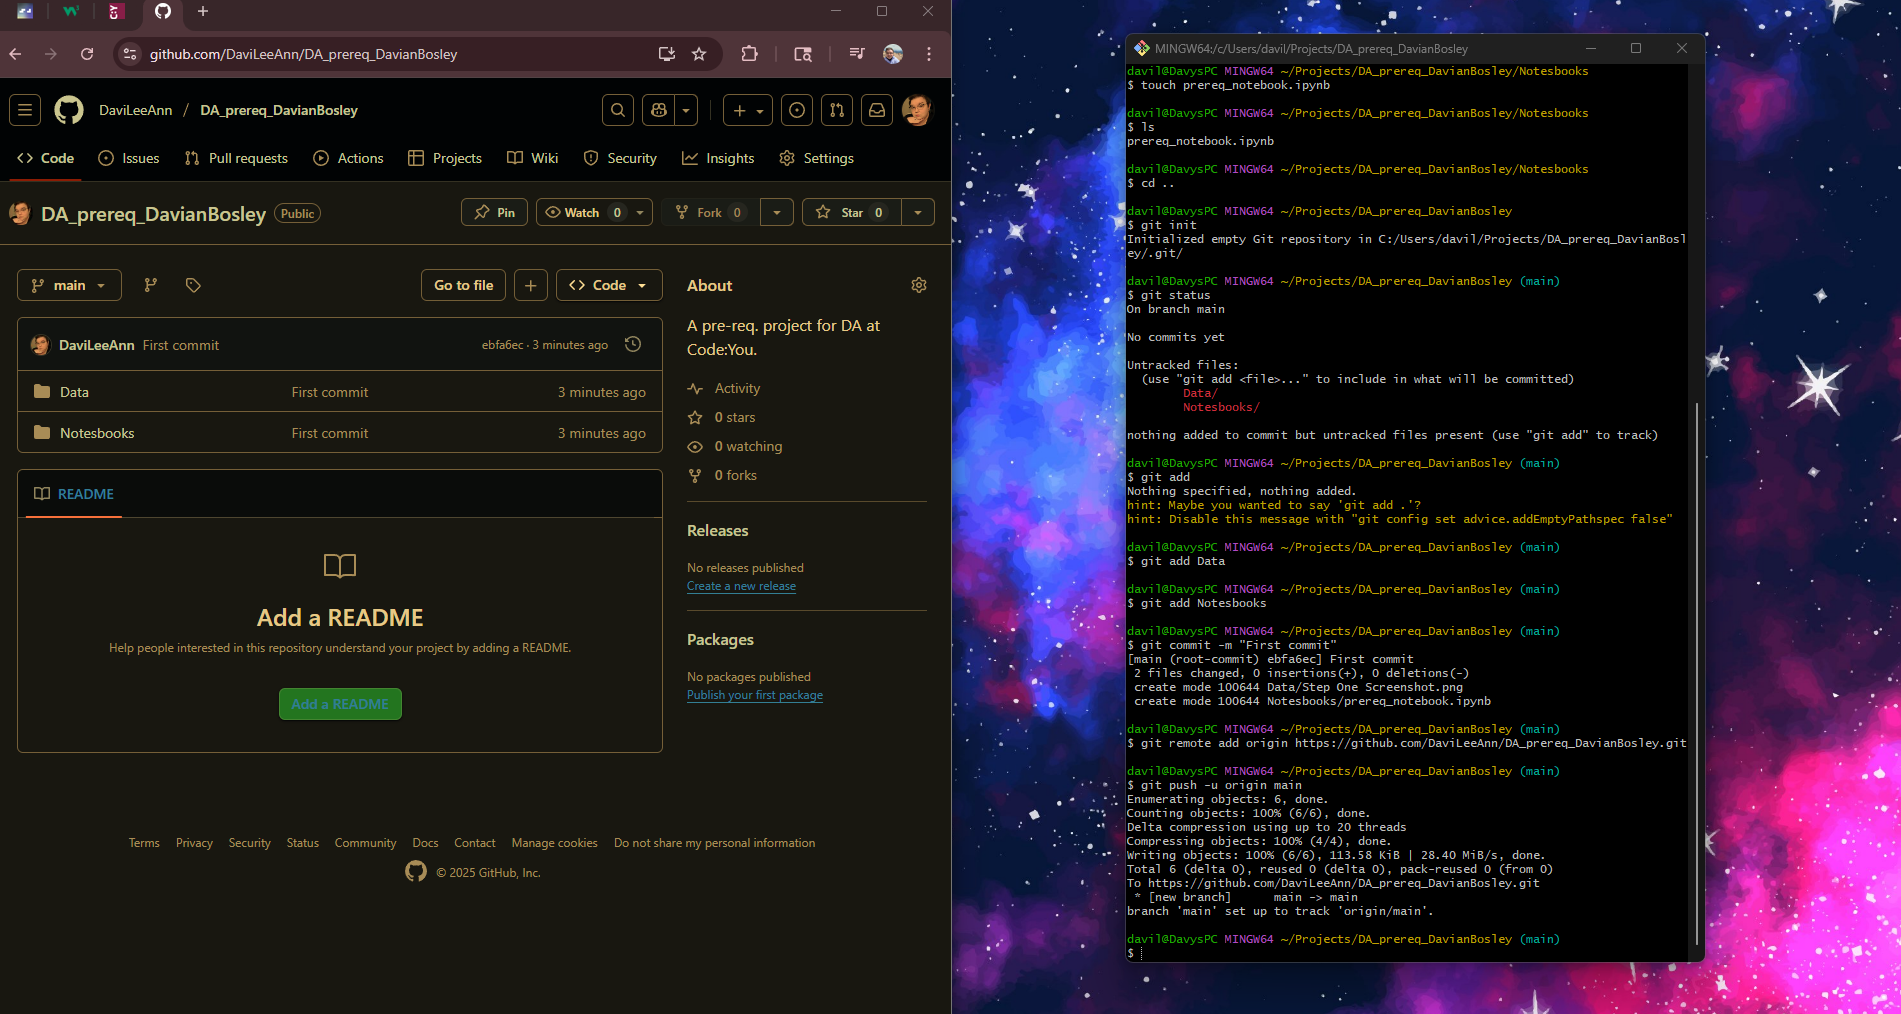 github.com/DaviLeeAnn/DA_prereq_DavianBosley
DaviLeeAnn / DA_prereq_DavianBosley
Code Issues Pull requests Actions Projects Wiki Security Insights Settings
DA_prereq_DavianBosley Public
Pin Watch 0 Fork 0 Star 0
main Go to file Code
DaviLeeAnn First commit ebfa6ec · 3 minutes ago
Data First commit 3 minutes ago
Notesbooks First commit 3 minutes ago
README
Add a README
Help people interested in this repository understand your project by adding a README.
Add a README
About
A pre-req. project for DA at
Code:You.
Activity
0 stars
0 watching
0 forks
Releases
No releases published
Create a new release
Packages
No packages published
Publish your first package
Terms Privacy Security Status Community Docs Contact Manage cookies Do not share my personal information
© 2025 GitHub, Inc.
MINGW64:/c/Users/davil/Projects/DA_prereq_DavianBosley
davil@DavysPC MINGW64 ~/Projects/DA_prereq_DavianBosley/Notesbooks
$ touch prereq_notebook.ipynb
davil@DavysPC MINGW64 ~/Projects/DA_prereq_DavianBosley/Notesbooks
$ ls
prereq_notebook.ipynb
davil@DavysPC MINGW64 ~/Projects/DA_prereq_DavianBosley/Notesbooks
$ cd ..
davil@DavysPC MINGW64 ~/Projects/DA_prereq_DavianBosley
$ git init
Initialized empty Git repository in C:/Users/davil/Projects/DA_prereq_DavianBosl
ey/.git/
davil@DavysPC MINGW64 ~/Projects/DA_prereq_DavianBosley (main)
$ git status
On branch main
No commits yet
Untracked files:
(use "git add <file>..." to include in what will be committed)
Data/
Notesbooks/
nothing added to commit but untracked files present (use "git add" to track)
davil@DavysPC MINGW64 ~/Projects/DA_prereq_DavianBosley (main)
$ git add
Nothing specified, nothing added.
hint: Maybe you wanted to say 'git add .'?
hint: Disable this message with "git config set advice.addEmptyPathspec false"
davil@DavysPC MINGW64 ~/Projects/DA_prereq_DavianBosley (main)
$ git add Data
davil@DavysPC MINGW64 ~/Projects/DA_prereq_DavianBosley (main)
$ git add Notesbooks
davil@DavysPC MINGW64 ~/Projects/DA_prereq_DavianBosley (main)
$ git commit -m "First commit"
[main (root-commit) ebfa6ec] First commit
2 files changed, 0 insertions(+), 0 deletions(-)
create mode 100644 Data/Step One Screenshot.png
create mode 100644 Notesbooks/prereq_notebook.ipynb
davil@DavysPC MINGW64 ~/Projects/DA_prereq_DavianBosley (main)
$ git remote add origin https://github.com/DaviLeeAnn/DA_prereq_DavianBosley.git
davil@DavysPC MINGW64 ~/Projects/DA_prereq_DavianBosley (main)
$ git push -u origin main
Enumerating objects: 6, done.
Counting objects: 100% (6/6), done.
Delta compression using up to 20 threads
Compressing objects: 100% (4/4), done.
Writing objects: 100% (6/6), 113.58 KiB | 28.40 MiB/s, done.
Total 6 (delta 0), reused 0 (delta 0), pack-reused 0 (from 0)
To https://github.com/DaviLeeAnn/DA_prereq_DavianBosley.git
* [new branch] main -> main
branch 'main' set up to track 'origin/main'.
davil@DavysPC MINGW64 ~/Projects/DA_prereq_DavianBosley (main)
$